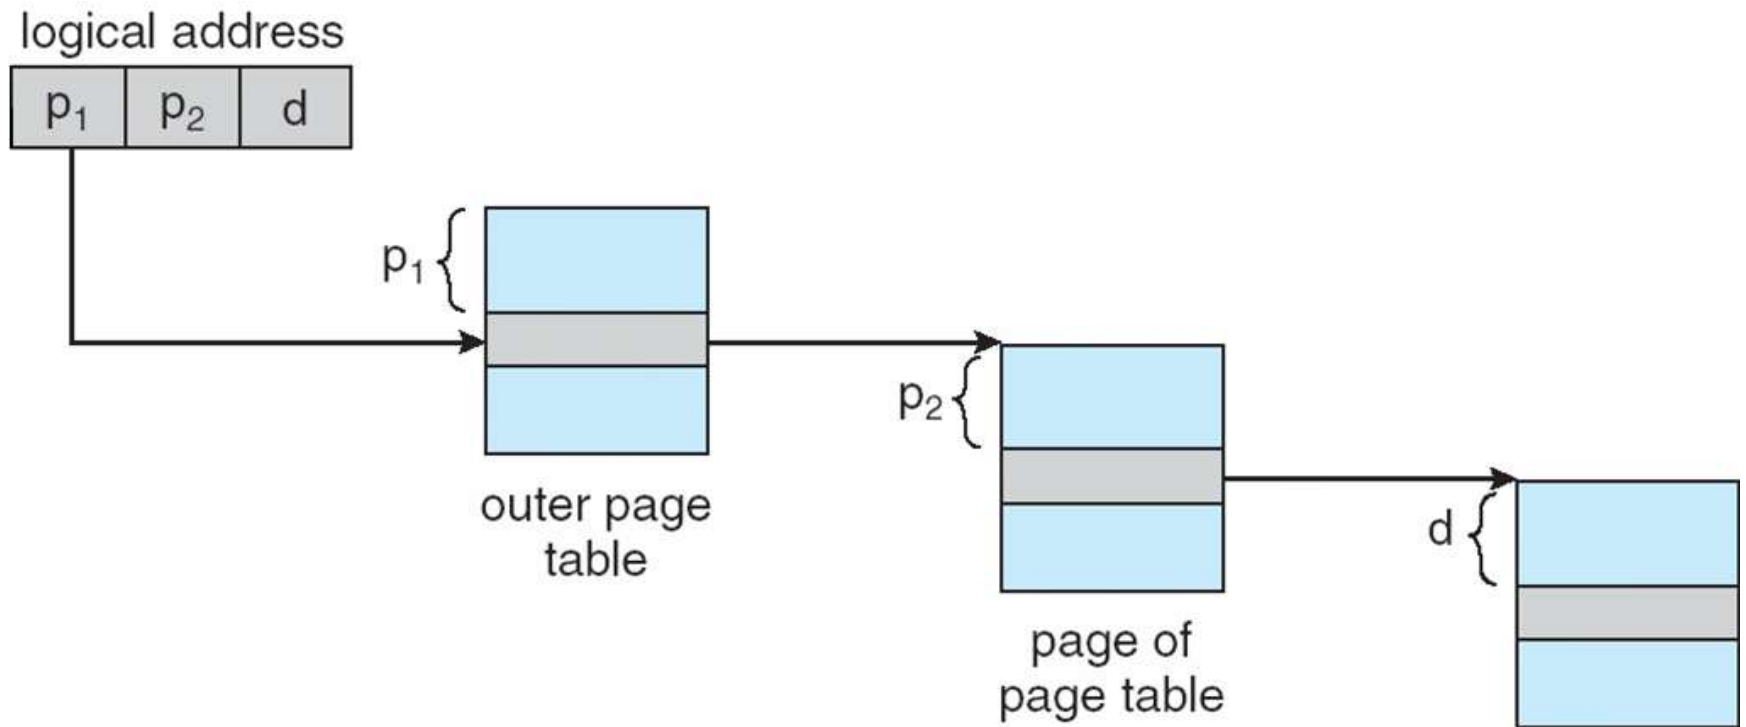 logical address
p₁ p₂ d
p₁
outer page
table
p₂
page of
page table
d